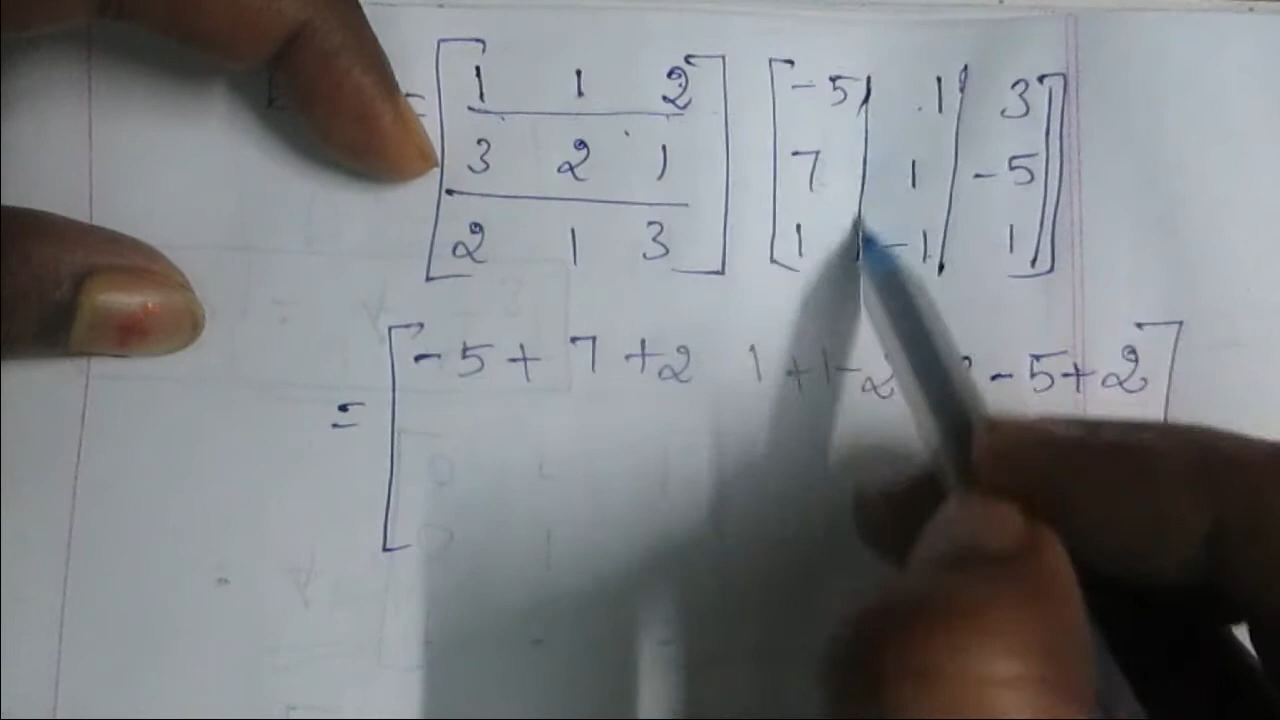 = [ 1 1 2 ] [ -5 1 3 ]
3 2 1 7 1 -5
2 1 3 1 -1 1
= [ -5 + 7 + 2 1 + 1 - 2 - 5 + 2 ]